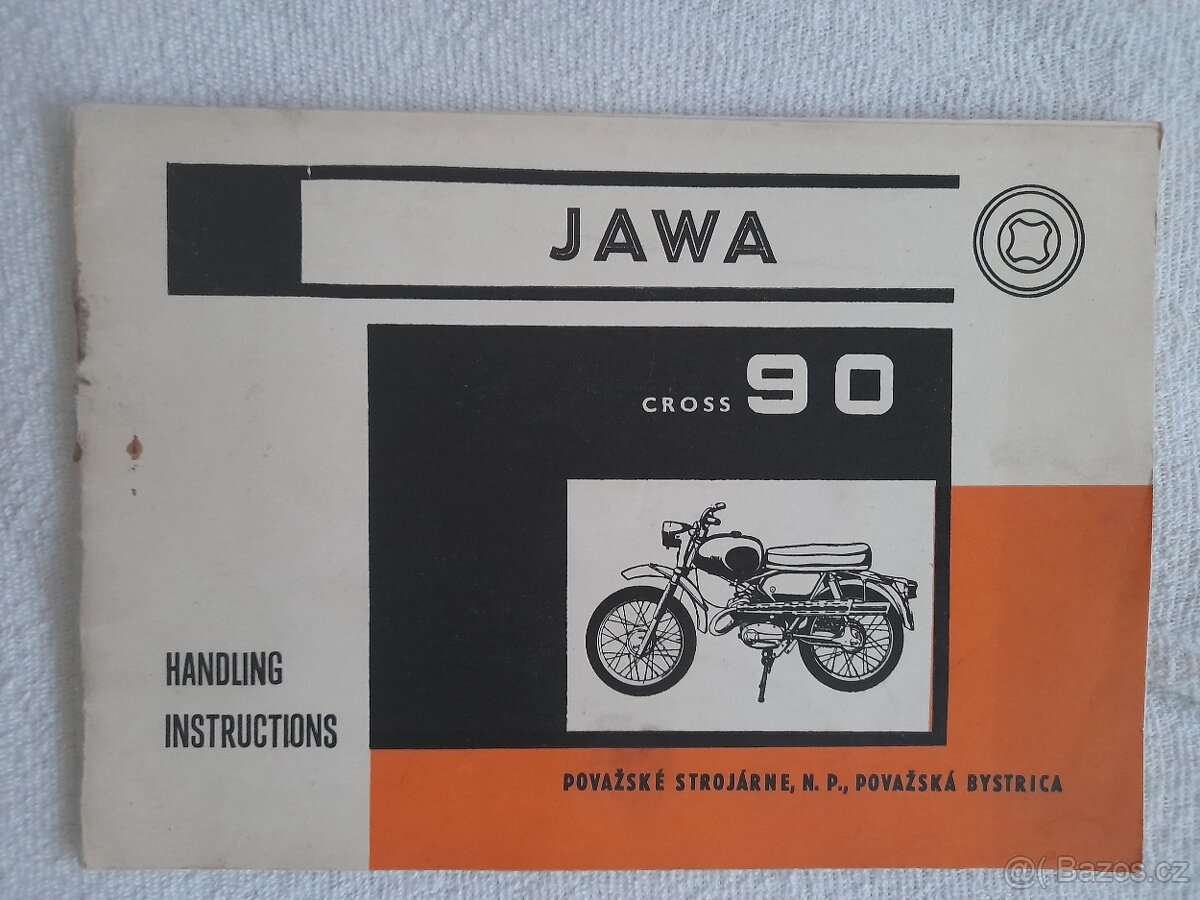 JAWA
CROSS 90
HANDLING
INSTRUCTIONS
POVAŽSKÉ STROJÁRNE, N. P., POVAŽSKÁ BYSTRICA
@( Bazos.cz